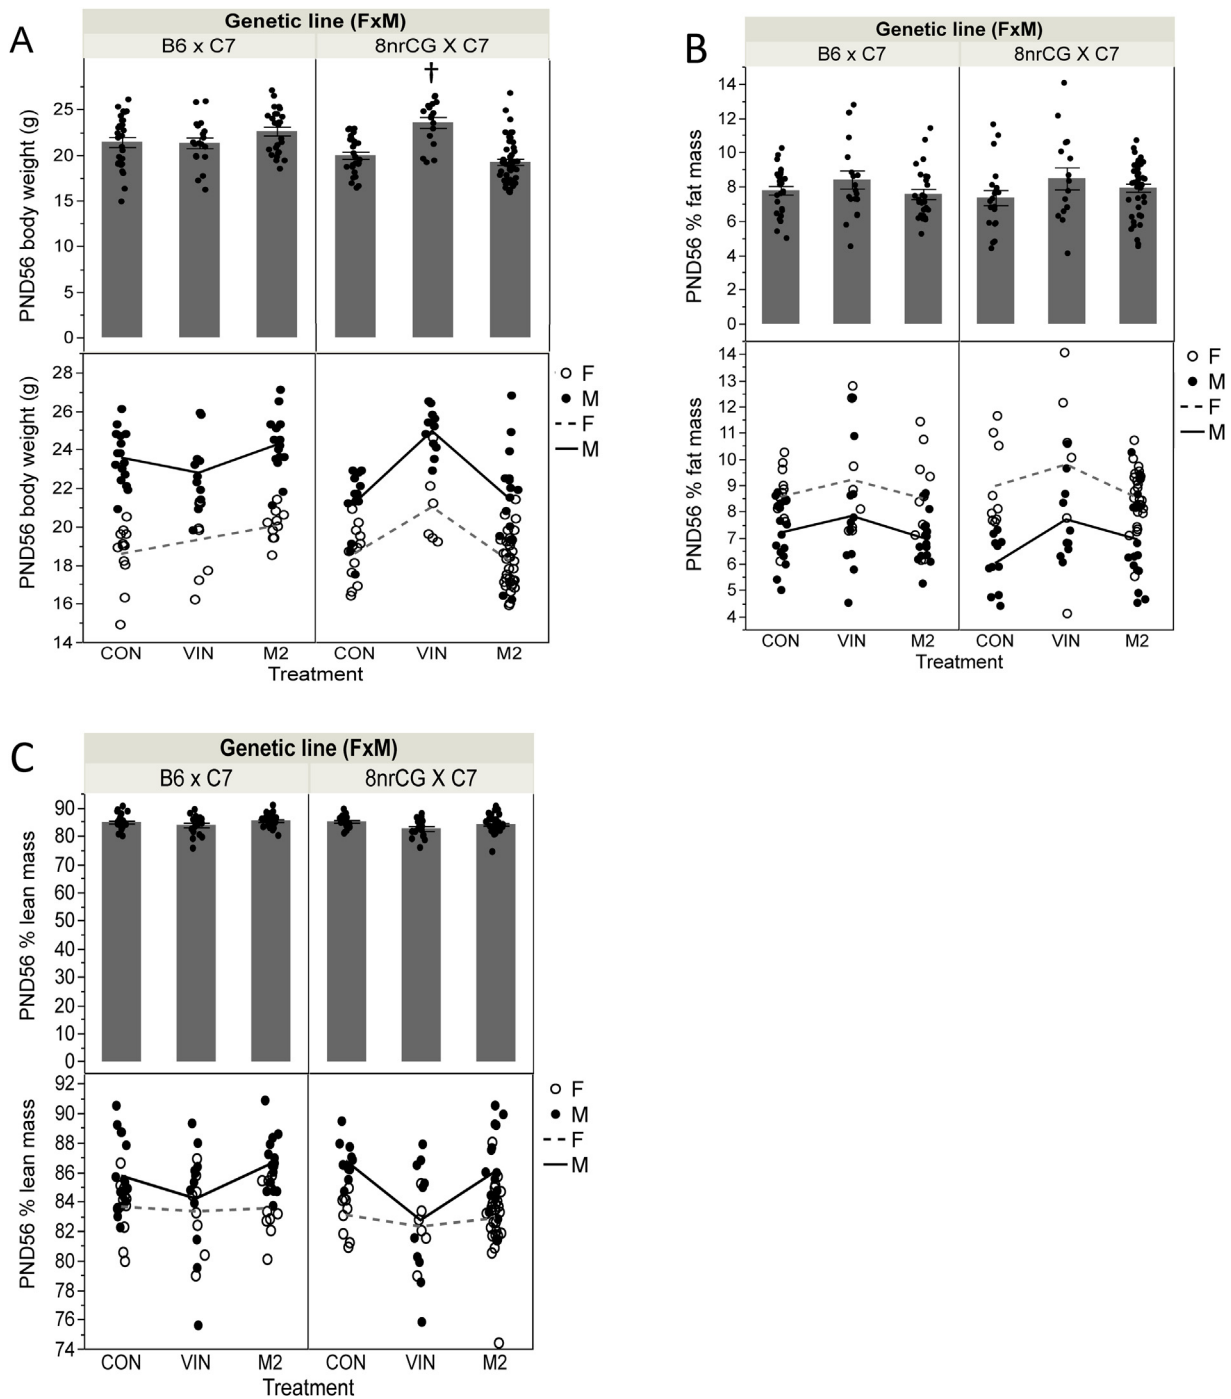 A
Genetic line (FxM)
B6 x C7
8nrCG X C7
†
PND56 body weight (g)
25
20
15
10
5
0
PND56 body weight (g)
28
26
24
22
20
18
16
14
F
M
F
M
CON
VIN
M2
CON
VIN
M2
Treatment
B
Genetic line (FxM)
B6 x C7
8nrCG X C7
PND56 % fat mass
14
12
10
8
6
4
2
0
PND56 % fat mass
14
13
12
11
10
9
8
7
6
5
4
F
M
F
M
CON
VIN
M2
CON
VIN
M2
Treatment
C
Genetic line (FxM)
B6 x C7
8nrCG X C7
PND56 % lean mass
90
80
70
60
50
40
30
20
10
0
PND56 % lean mass
92
90
88
86
84
82
80
78
76
74
F
M
F
M
CON
VIN
M2
CON
VIN
M2
Treatment